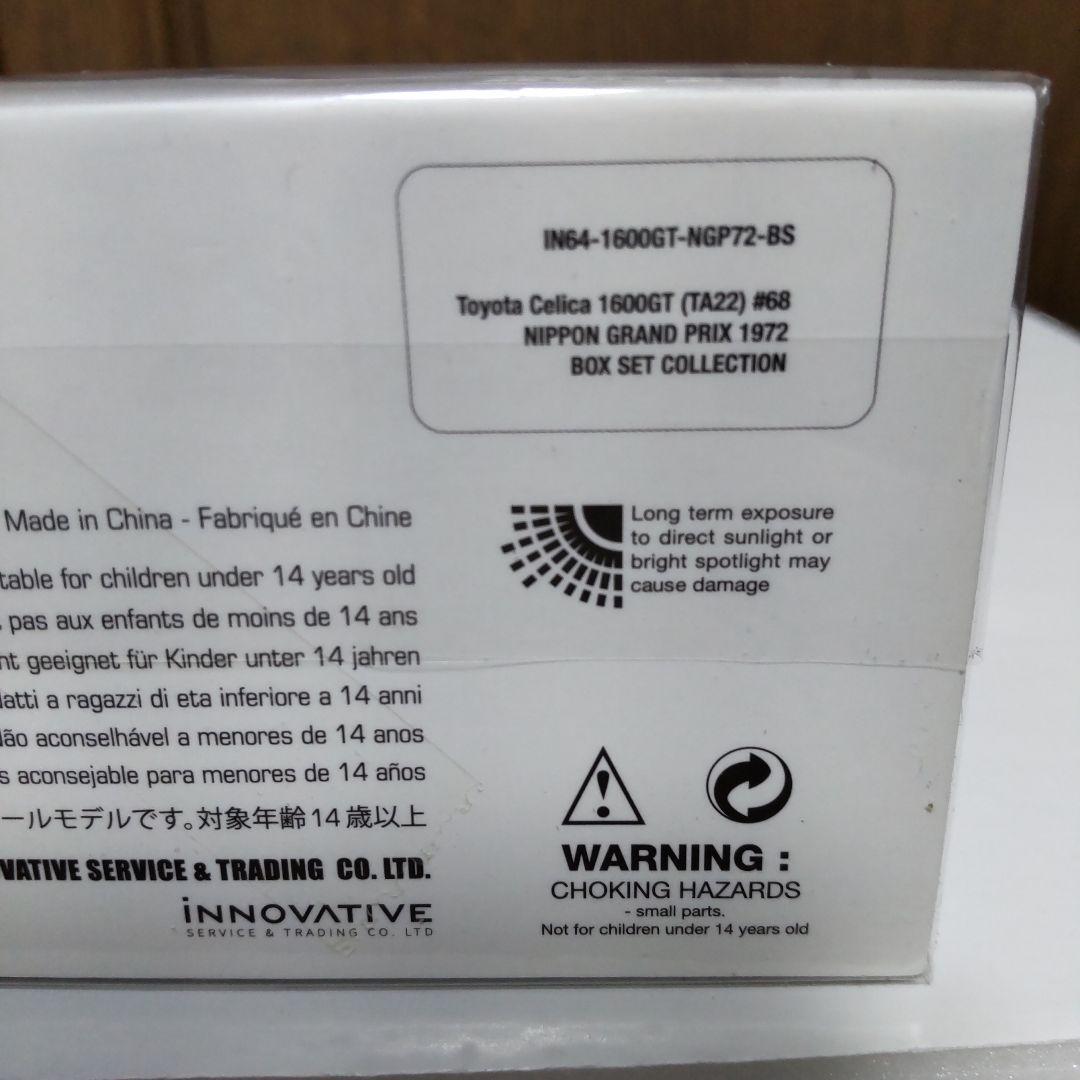 IN64-1600GT-NGP72-BS
Toyota Celica 1600GT (TA22) #68
NIPPON GRAND PRIX 1972
BOX SET COLLECTION
Made in China - Fabriqué en Chine
for children under 14 years old
pas aux enfants de moins de 14 ans
geeignet für Kinder unter 14 jahren
a ragazzi di eta inferiore a 14 anni
aconselhável a menores de 14 anos
aconsejable para menores de 14 años
ールモデルです。対象年齢14歳以上
SERVICE & TRADING CO. LTD.
INNOVATIVE
SERVICE & TRADING CO. LTD
Long term exposure
to direct sunlight or
bright spotlight may
cause damage
WARNING :
CHOKING HAZARDS
- small parts.
Not for children under 14 years old